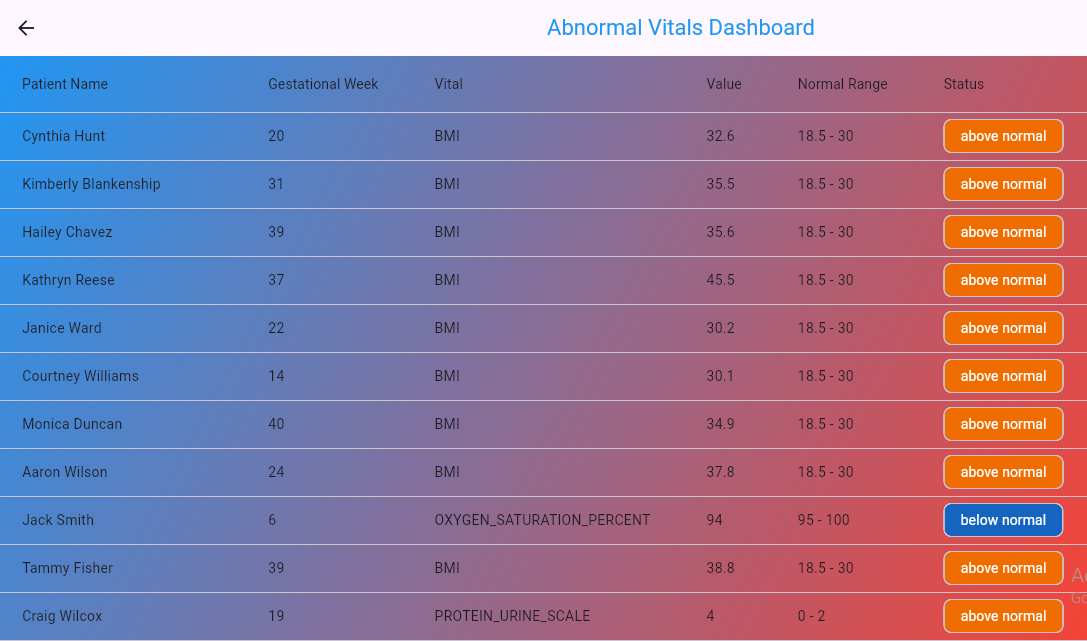 Abnormal Vitals Dashboard
Patient Name Gestational Week Vital Value Normal Range Status
Cynthia Hunt 20 BMI 32.6 18.5 - 30 above normal
Kimberly Blankenship 31 BMI 35.5 18.5 - 30 above normal
Hailey Chavez 39 BMI 35.6 18.5 - 30 above normal
Kathryn Reese 37 BMI 45.5 18.5 - 30 above normal
Janice Ward 22 BMI 30.2 18.5 - 30 above normal
Courtney Williams 14 BMI 30.1 18.5 - 30 above normal
Monica Duncan 40 BMI 34.9 18.5 - 30 above normal
Aaron Wilson 24 BMI 37.8 18.5 - 30 above normal
Jack Smith 6 OXYGEN_SATURATION_PERCENT 94 95 - 100 below normal
Tammy Fisher 39 BMI 38.8 18.5 - 30 above normal
Craig Wilcox 19 PROTEIN_URINE_SCALE 4 0 - 2 above normal